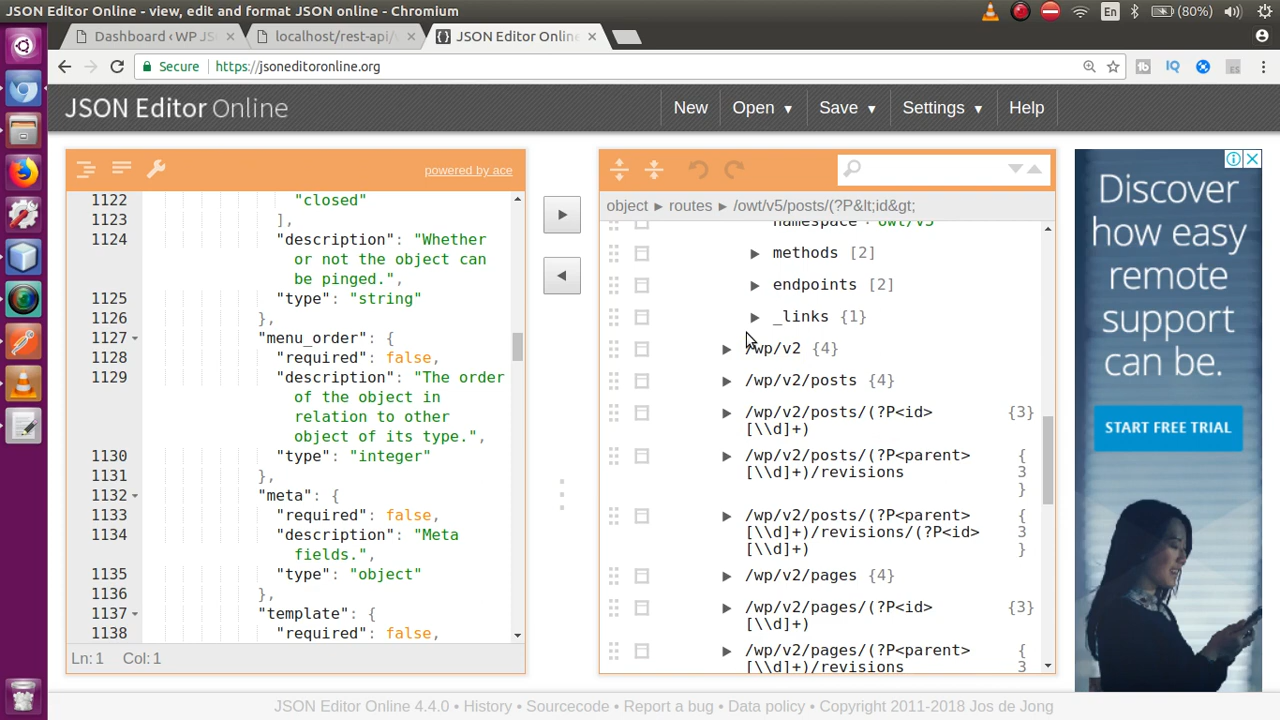 JSON Editor Online - view, edit and format JSON online - Chromium
En
(80%)
Dashboard ‹ WP JS
localhost/rest-api/
JSON Editor Onlin
Secure
https://jsoneditoronline.org
JSON Editor Online
New
Open ▼
Save ▼
Settings ▼
Help
powered by ace
object ► routes ► /owt/v5/posts/(?P&lt;id&gt;
1122 "closed"
1123 ],
1124 "description": "Whether
or not the object can
be pinged.",
1125 "type": "string"
1126 },
1127 "menu_order": {
1128 "required": false,
1129 "description": "The order
of the object in
relation to other
object of its type.",
1130 "type": "integer"
1131 },
1132 "meta": {
1133 "required": false,
1134 "description": "Meta
fields.",
1135 "type": "object"
1136 },
1137 "template": {
1138 "required": false,
Ln: 1 Col: 1
namespace : owt/v5
methods [2]
endpoints [2]
_links {1}
/wp/v2 {4}
/wp/v2/posts {4}
/wp/v2/posts/(?P<id> {3}
[\\d]+)
/wp/v2/posts/(?P<parent> {
[\\d]+)/revisions 3
}
/wp/v2/posts/(?P<parent> {
[\\d]+)/revisions/(?P<id> 3
[\\d]+) }
/wp/v2/pages {4}
/wp/v2/pages/(?P<id> {3}
[\\d]+)
/wp/v2/pages/(?P<parent> {
[\\d]+)/revisions 3
Discover
how easy
remote
support
can be.
START FREE TRIAL
JSON Editor Online 4.4.0 • History • Sourcecode • Report a bug • Data policy • Copyright 2011-2018 Jos de Jong